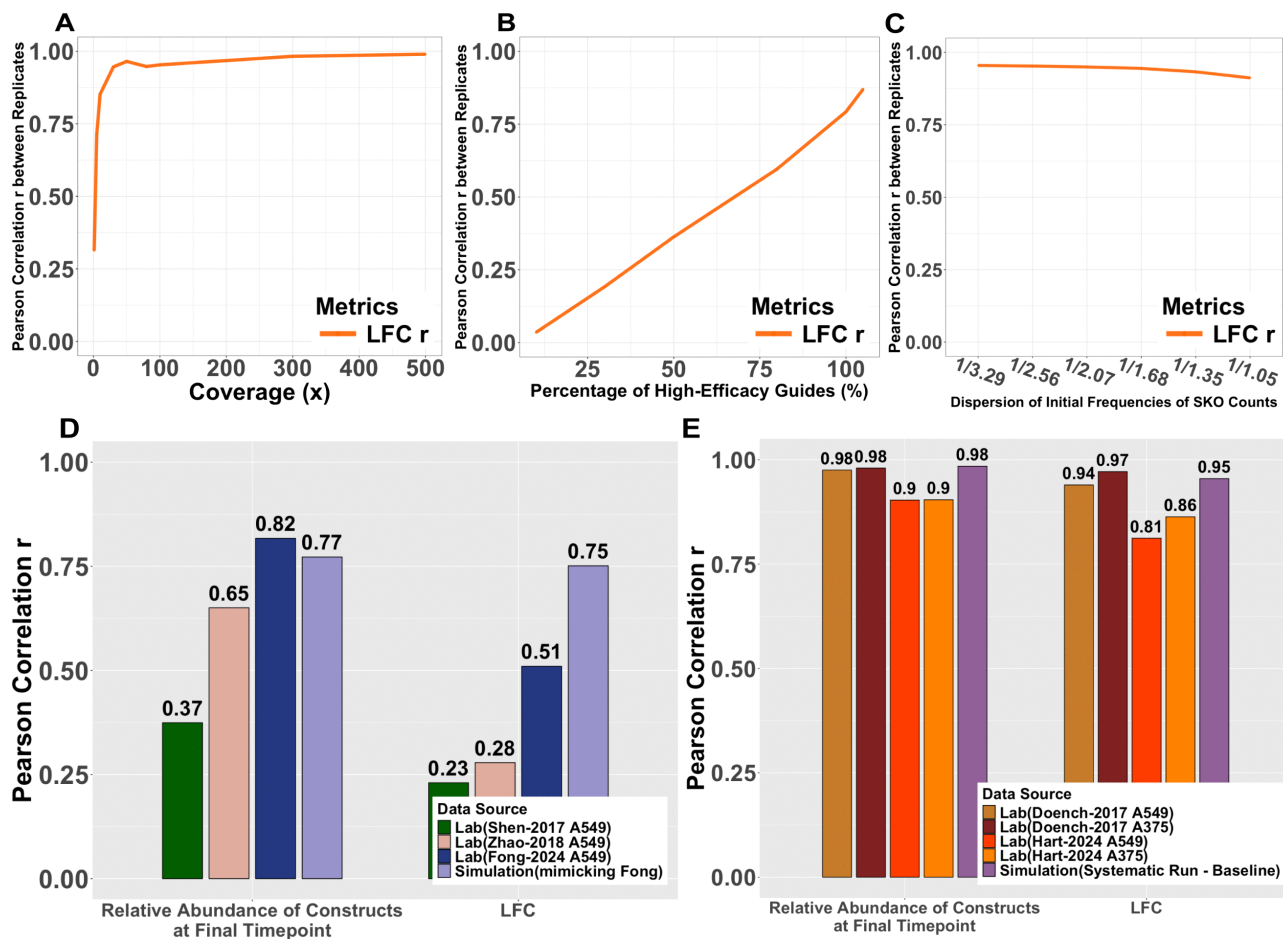 A
Pearson Correlation r between Replicates
1.00
0.75
0.50
0.25
0.00
Metrics
LFC r
0 100 200 300 400 500
Coverage (x)
B
Pearson Correlation r between Replicates
1.00
0.75
0.50
0.25
0.00
Metrics
LFC r
25 50 75 100
Percentage of High-Efficacy Guides (%)
C
Pearson Correlation r between Replicates
1.00
0.75
0.50
0.25
0.00
Metrics
LFC r
1/3.29 1/2.56 1/2.07 1/1.68 1/1.35 1/1.05
Dispersion of Initial Frequencies of SKO Counts
D
Pearson Correlation r
1.00
0.75
0.50
0.25
0.00
0.37
0.65
0.82
0.77
0.23
0.28
0.51
0.75
Data Source
Lab(Shen-2017 A549)
Lab(Zhao-2018 A549)
Lab(Fong-2024 A549)
Simulation(mimicking Fong)
Relative Abundance of Constructs
at Final Timepoint
LFC
E
Pearson Correlation r
1.00
0.75
0.50
0.25
0.00
0.98
0.98
0.9
0.9
0.98
0.94
0.97
0.81
0.86
0.95
Data Source
Lab(Doench-2017 A549)
Lab(Doench-2017 A375)
Lab(Hart-2024 A549)
Lab(Hart-2024 A375)
Simulation(Systematic Run - Baseline)
Relative Abundance of Constructs
at Final Timepoint
LFC